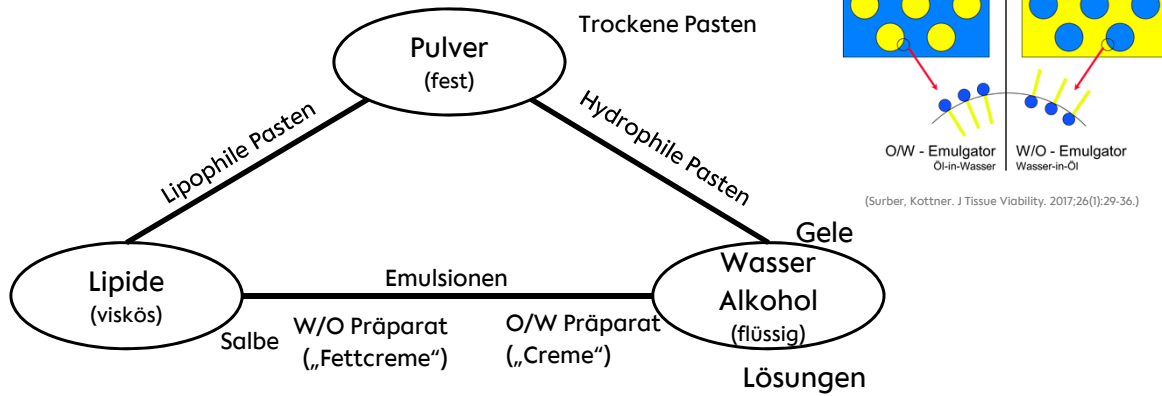 Trockene Pasten
Pulver
(fest)
Lipophile Pasten
Hydrophile Pasten
O/W - Emulgator
Öl-in-Wasser
W/O - Emulgator
Wasser-in-Öl
(Surber, Kottner. J Tissue Viability. 2017;26(1):29-36.)
Gele
Lipide
(viskös)
Emulsionen
Wasser
Alkohol
(flüssig)
Salbe
W/O Präparat
(„Fettcreme“)
O/W Präparat
(„Creme“)
Lösungen